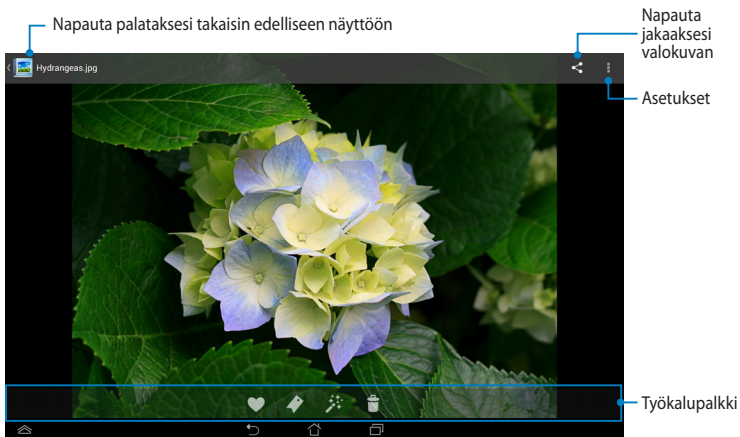 Napauta palataksesi takaisin edelliseen näyttöön
Napauta
jakaaksesi
valokuvan
Hydrangeas.jpg
Asetukset
Työkalupalkki